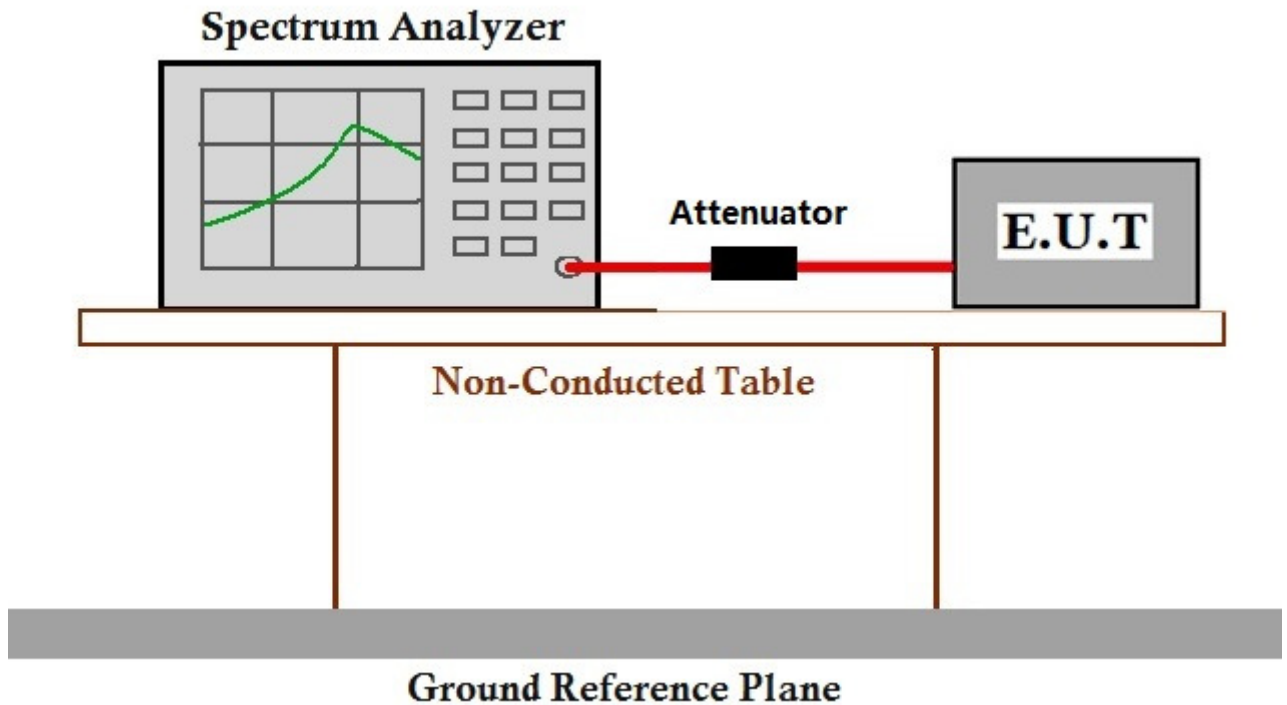 Spectrum Analyzer
Attenuator
E.U.T
Non-Conducted Table
Ground Reference Plane